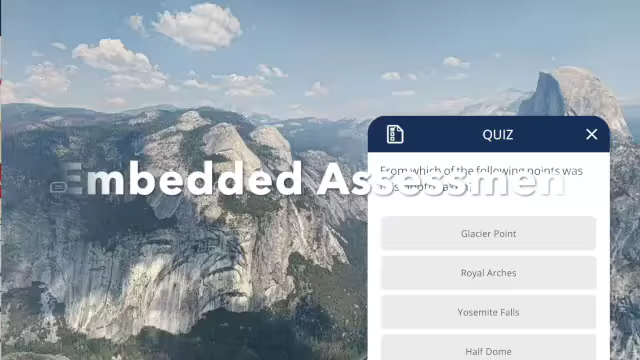 QUIZ
From which of the following points was
Embedded Assessmen
Glacier Point
Royal Arches
Yosemite Falls
Half Dome